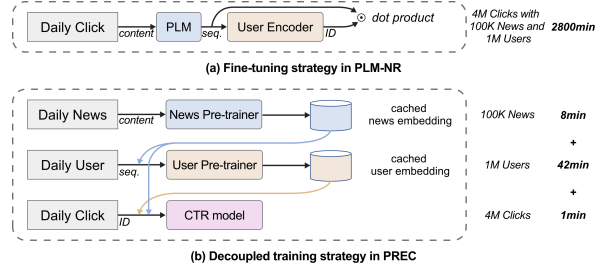 Daily Click
content
PLM
seq.
User Encoder
ID
dot product
4M Clicks with
100K News and
1M Users
2800min
(a) Fine-tuning strategy in PLM-NR
Daily News
content
News Pre-trainer
cached
news embedding
100K News
8min
+
Daily User
seq.
User Pre-trainer
cached
user embedding
1M Users
42min
+
Daily Click
ID
CTR model
4M Clicks
1min
(b) Decoupled training strategy in PREC